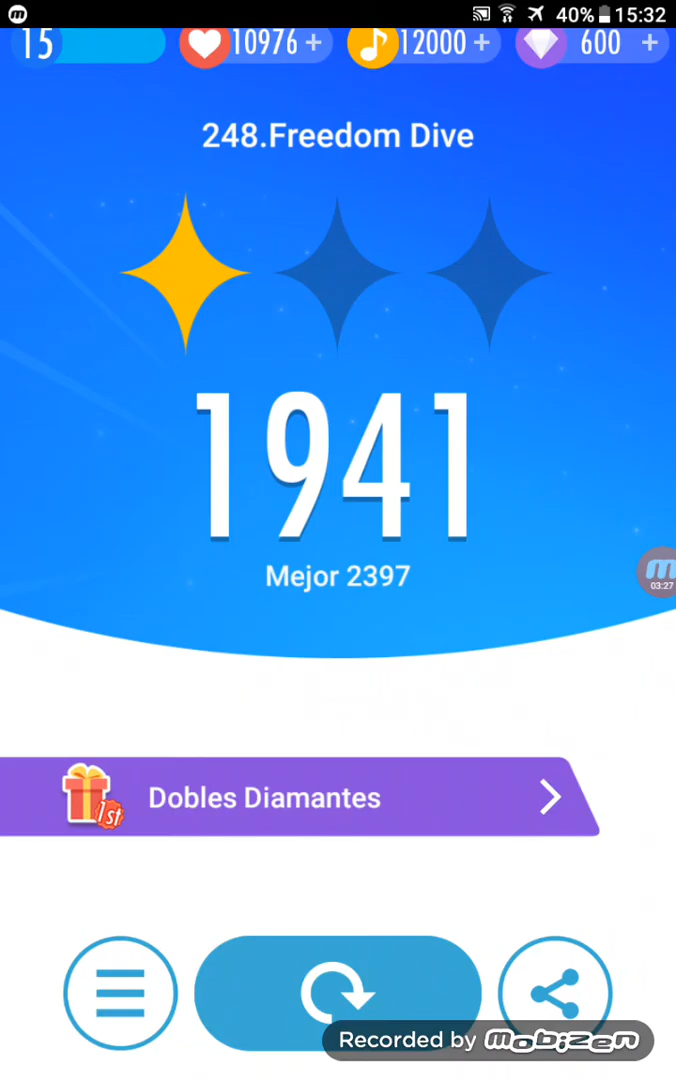 40% 15:32
15 10976 + 12000 + 600 +
248.Freedom Dive
1941
Mejor 2397
03:27
1st
Dobles Diamantes
Recorded by mobizen